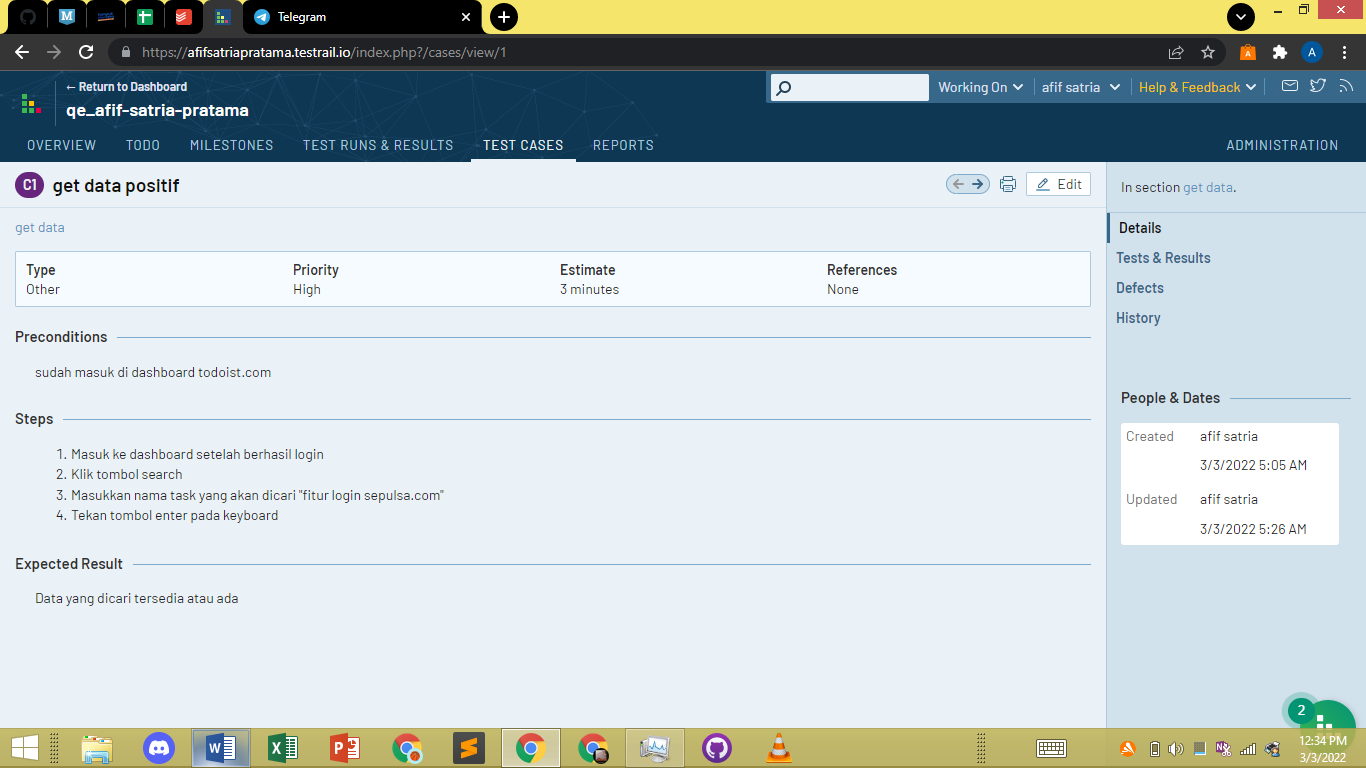 Telegram
https://afifsatriapratama.testrail.io/index.php?/cases/view/1
A
← Return to Dashboard
qe_afif-satria-pratama
Working On
afif satria
Help & Feedback
OVERVIEW
TODO
MILESTONES
TEST RUNS & RESULTS
TEST CASES
REPORTS
ADMINISTRATION
C1 get data positif
Edit
In section get data.
get data
Type
Other
Priority
High
Estimate
3 minutes
References
None
Details
Tests & Results
Defects
History
Preconditions
sudah masuk di dashboard todoist.com
Steps
1. Masuk ke dashboard setelah berhasil login
2. Klik tombol search
3. Masukkan nama task yang akan dicari "fitur login sepulsa.com"
4. Tekan tombol enter pada keyboard
Expected Result
Data yang dicari tersedia atau ada
People & Dates
Created afif satria
3/3/2022 5:05 AM
Updated afif satria
3/3/2022 5:26 AM
2
12:34 PM
3/3/2022